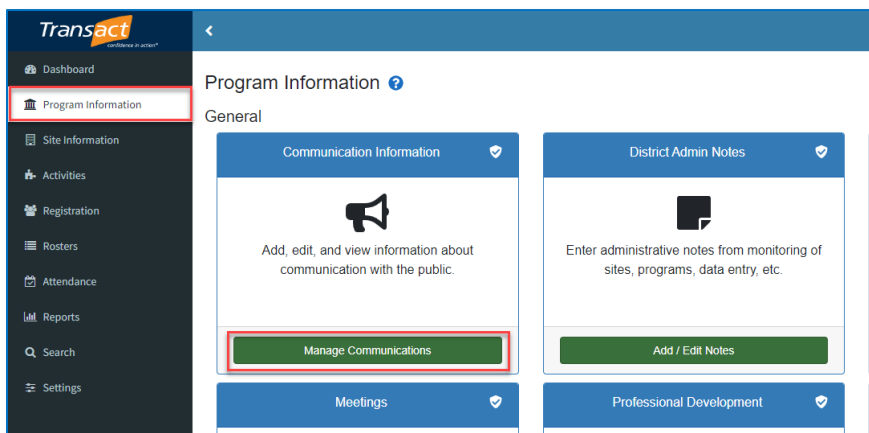 Transact
confidence in action®
Dashboard
Program Information
Site Information
Activities
Registration
Rosters
Attendance
Reports
Search
Settings
Program Information
General
Communication Information
Add, edit, and view information about
communication with the public.
Manage Communications
District Admin Notes
Enter administrative notes from monitoring of
sites, programs, data entry, etc.
Add / Edit Notes
Meetings
Professional Development